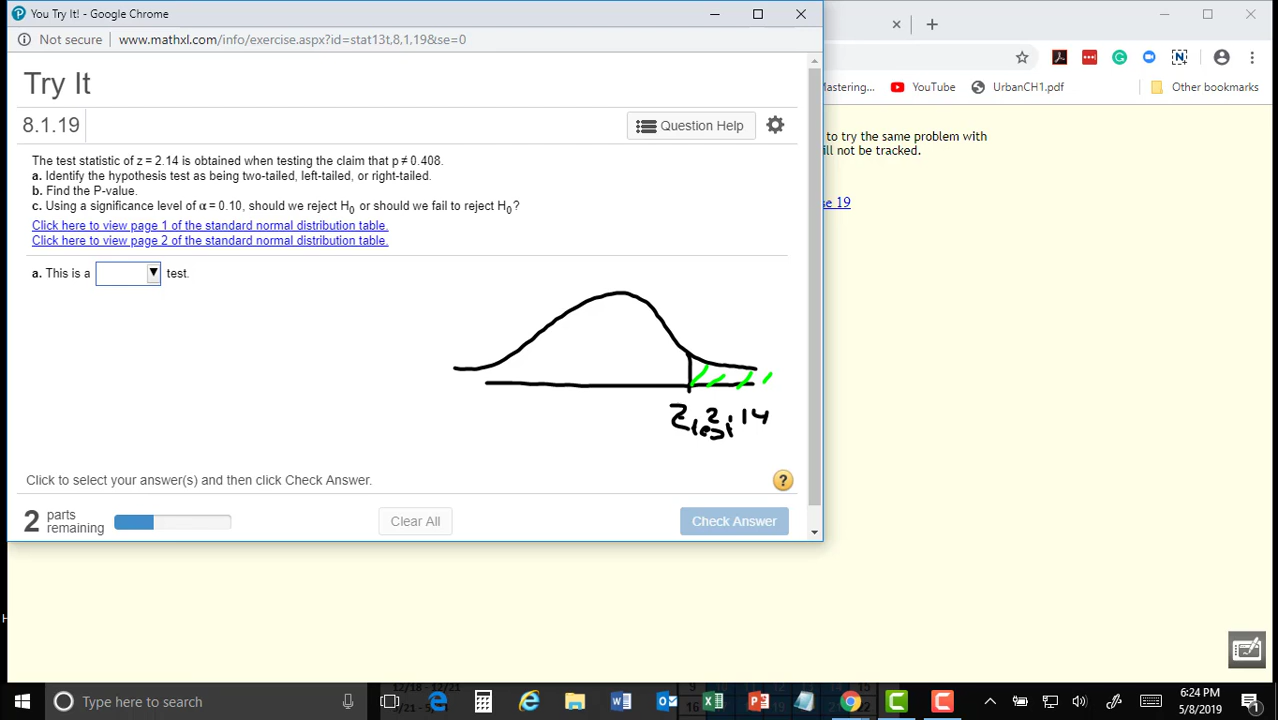 You Try It! - Google Chrome
Not secure
www.mathxl.com/info/exercise.aspx?id=stat13t,8,1,19&se=0
Try It
8.1.19
Question Help
The test statistic of z = 2.14 is obtained when testing the claim that p ≠ 0.408.
a. Identify the hypothesis test as being two-tailed, left-tailed, or right-tailed.
b. Find the P-value.
c. Using a significance level of α = 0.10, should we reject H0 or should we fail to reject H0?
Click here to view page 1 of the standard normal distribution table.
Click here to view page 2 of the standard normal distribution table.
a. This is a test.
Z test 2.14
Click to select your answer(s) and then click Check Answer.
?
2 parts remaining
Clear All
Check Answer
Mastering...
YouTube
UrbanCH1.pdf
Other bookmarks
to try the same problem with
ill not be tracked.
se 19
12/18 - 12/21
Type here to search
6:24 PM
5/8/2019